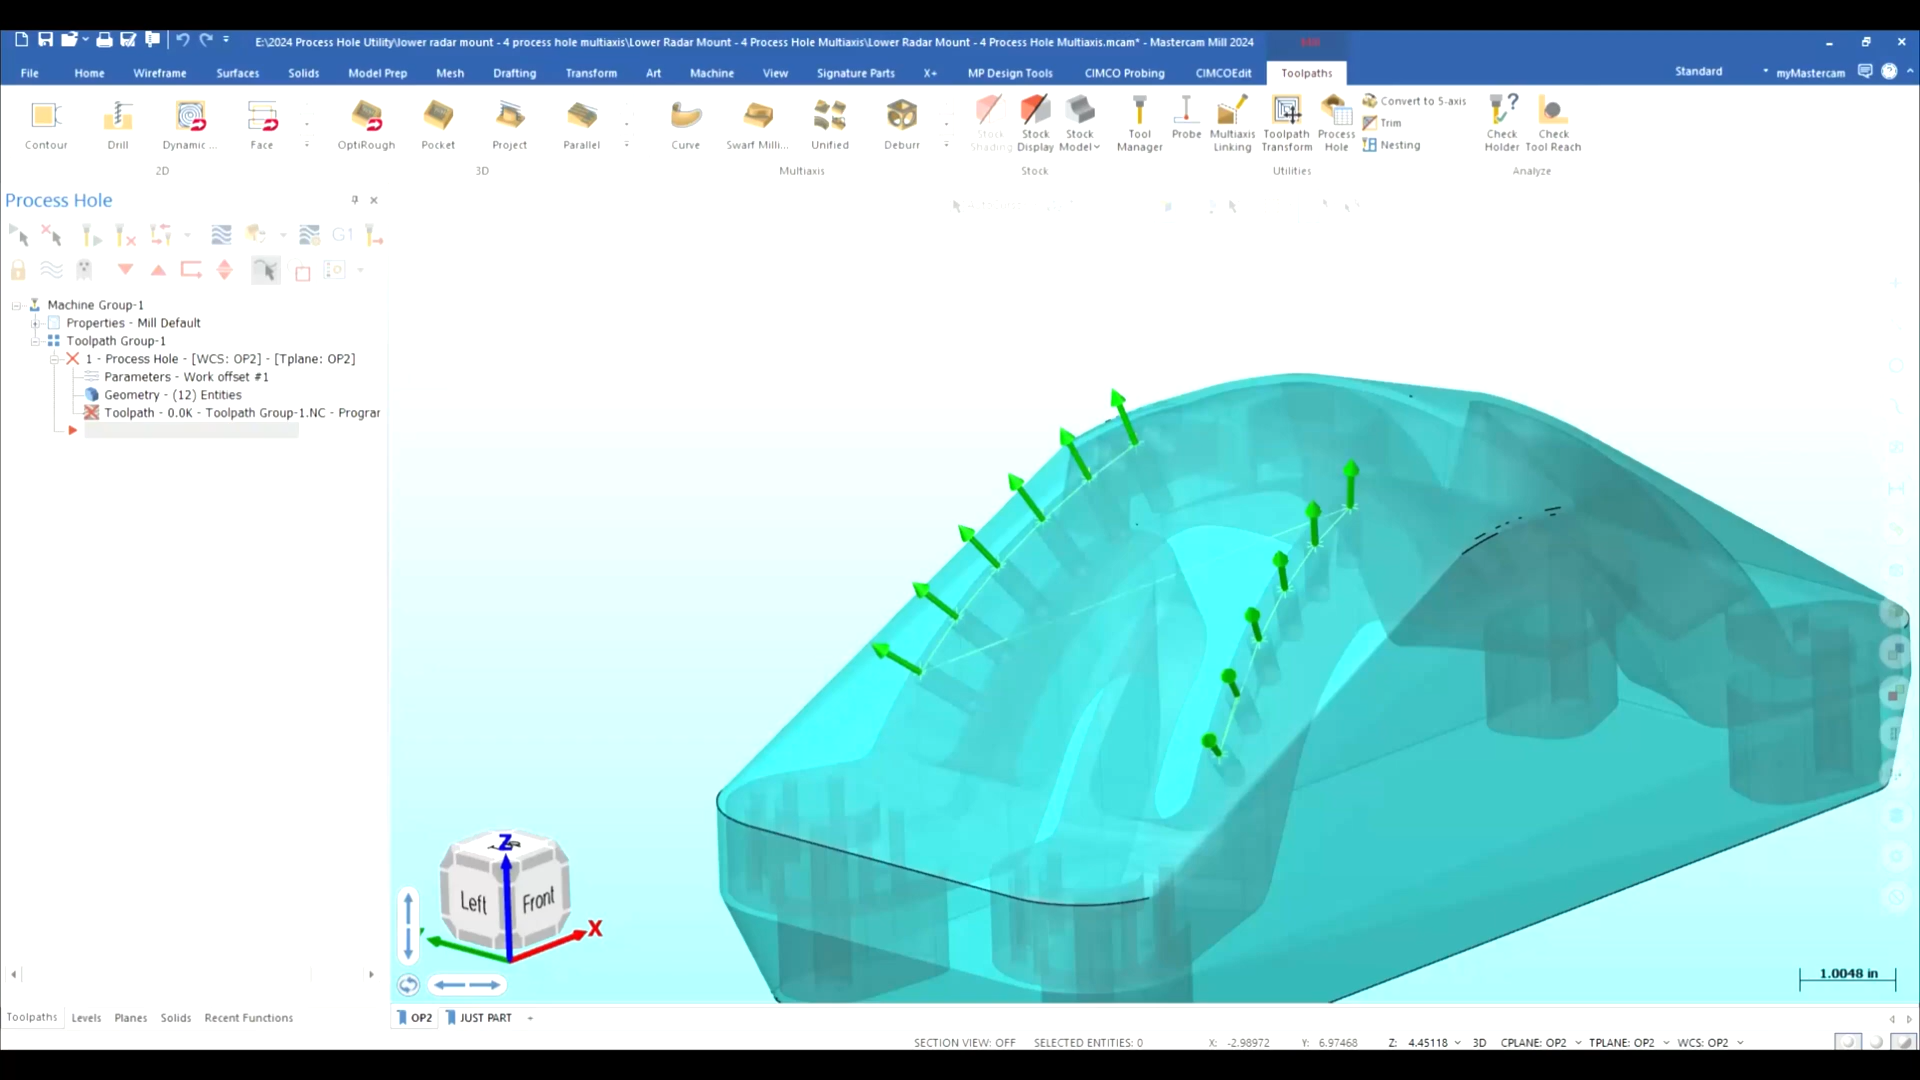 E:\2024 Process Hole Utility\lower radar mount - 4 process hole multiaxis\Lower Radar Mount - 4 Process Hole Multiaxis\Lower Radar Mount - 4 Process Hole Multiaxis.mcam* - Mastercam Mill 2024
File Home Wireframe Surfaces Solids Model Prep Mesh Drafting Transform Art Machine View Signature Parts X+ MP Design Tools CIMCO Probing CIMCOEdit Toolpaths Standard myMastercam
Contour Drill Dynamic ... Face OptiRough Pocket Project Parallel Curve Swarf Milli... Unified Deburr
Stock Shading Stock Display Stock Model Tool Manager Probe Multiaxis Linking Toolpath Transform Process Hole
Convert to 5-axis
Trim
Nesting
Check Holder Check Tool Reach
2D 3D Multiaxis Stock Utilities Analyze
Process Hole
G1
Machine Group-1
Properties - Mill Default
Toolpath Group-1
1 - Process Hole - [WCS: OP2] - [Tplane: OP2]
Parameters - Work offset #1
Geometry - (12) Entities
Toolpath - 0.0K - Toolpath Group-1.NC - Prograr
Z
Left Front
X
1.0048 in
Toolpaths Levels Planes Solids Recent Functions
OP2 JUST PART +
SECTION VIEW: OFF SELECTED ENTITIES: 0 X: -2.98972 Y: 6.97468 Z: 4.45118 3D CPLANE: OP2 TPLANE: OP2 WCS: OP2